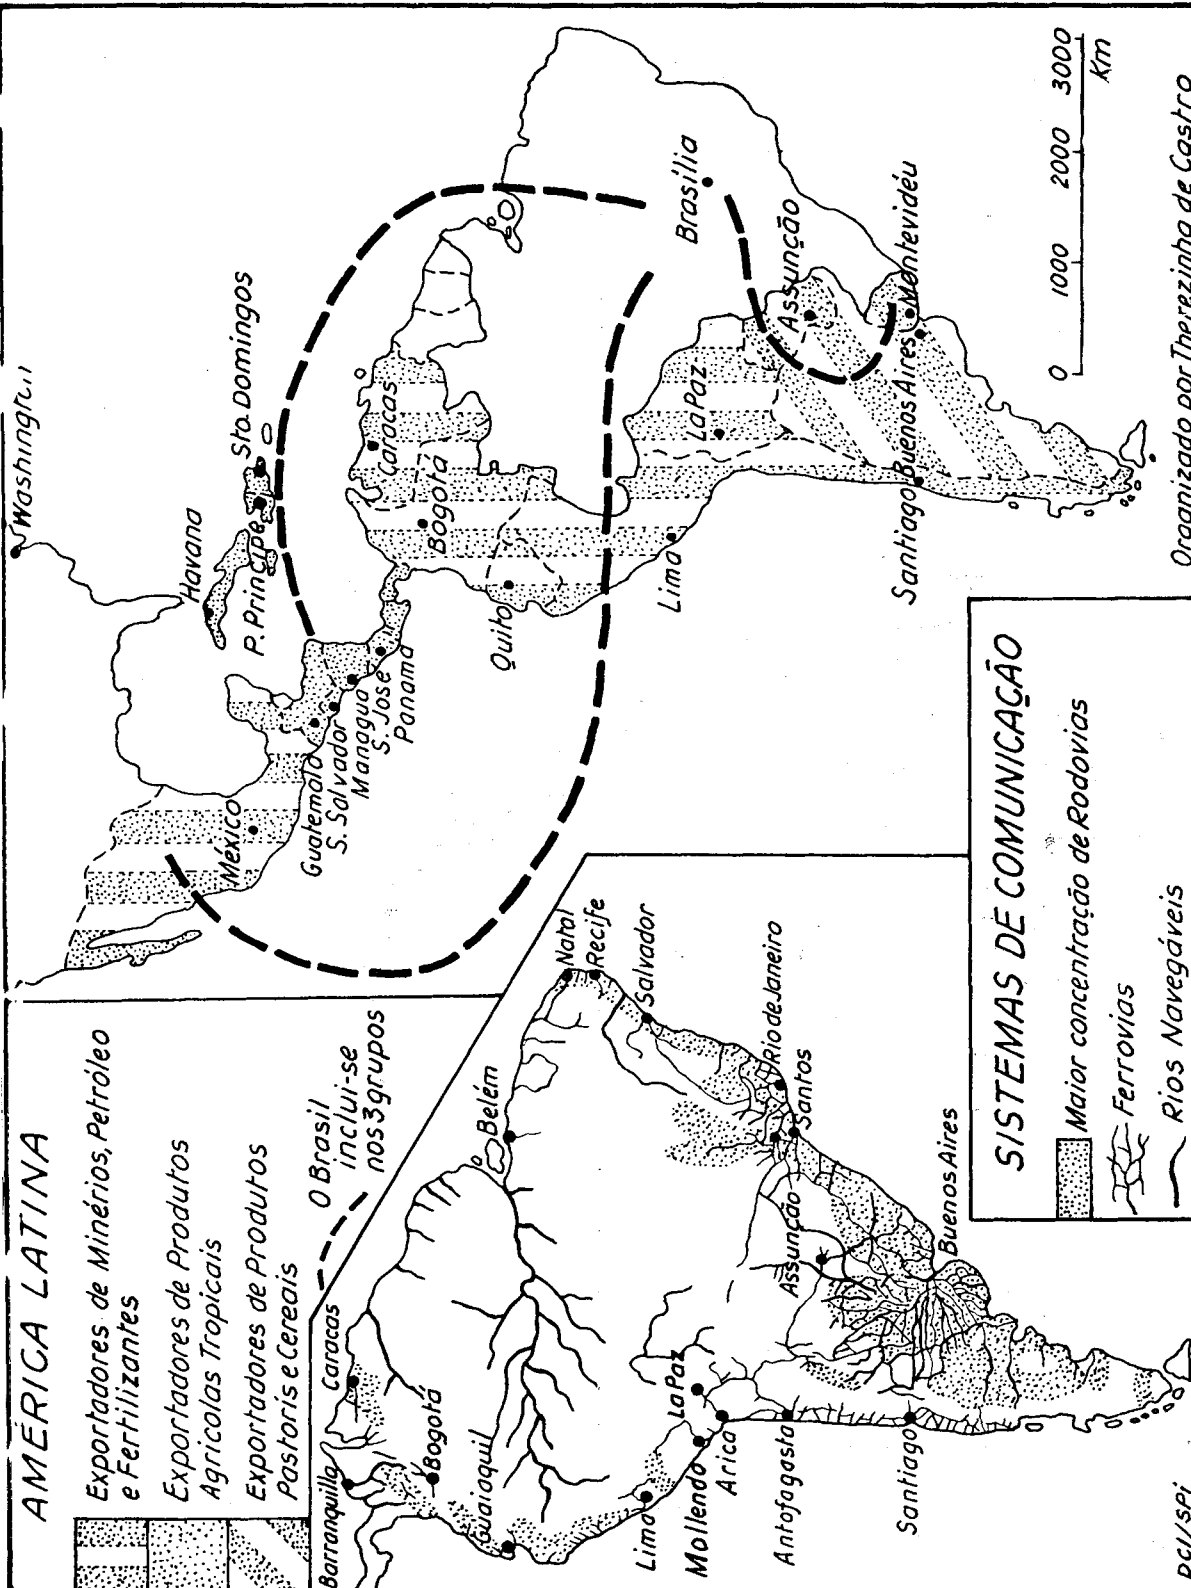 AMÉRICA LATINA
Exportadores de Minérios, Petróleo
e Fertilizantes
Exportadores de Produtos
Agrícolas Tropicais
Exportadores de Produtos
Pastoris e Cereais
O Brasil
inclui-se
nos 3 grupos
Washington
Havana
P. Príncipe
Sto. Domingos
México
Guatemala
S. Salvador
Managua
S. José
Panamá
Caracas
Bogotá
Quito
Lima
La Paz
Brasília
Assunção
Santiago
Buenos Aires
Montevidéu
0 1000 2000 3000
Km
Organizado por Therezinha de Castro
Barranquilla
Caracas
Bogotá
Guaiaquil
Belém
Natal
Recife
Salvador
Rio de Janeiro
Santos
Lima
Mollendo
La Paz
Arica
Antofagasta
Assunção
Santiago
Buenos Aires
SISTEMAS DE COMUNICAÇÃO
Maior concentração de Rodovias
Ferrovias
Rios Navegáveis
DCI/SPi